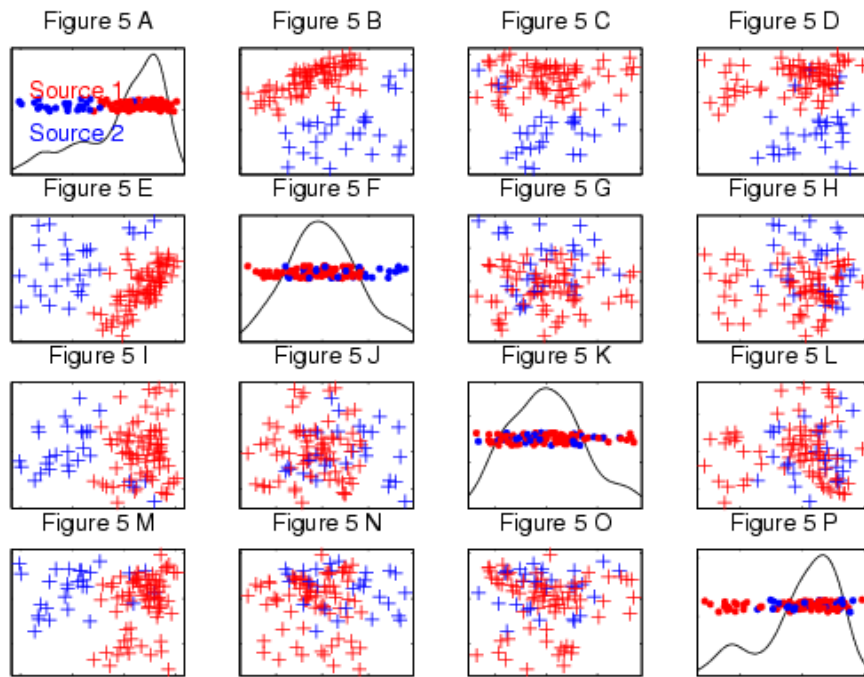 Figure 5 A
Figure 5 B
Figure 5 C
Figure 5 D
Source 1
Source 2
Figure 5 E
Figure 5 F
Figure 5 G
Figure 5 H
Figure 5 I
Figure 5 J
Figure 5 K
Figure 5 L
Figure 5 M
Figure 5 N
Figure 5 O
Figure 5 P